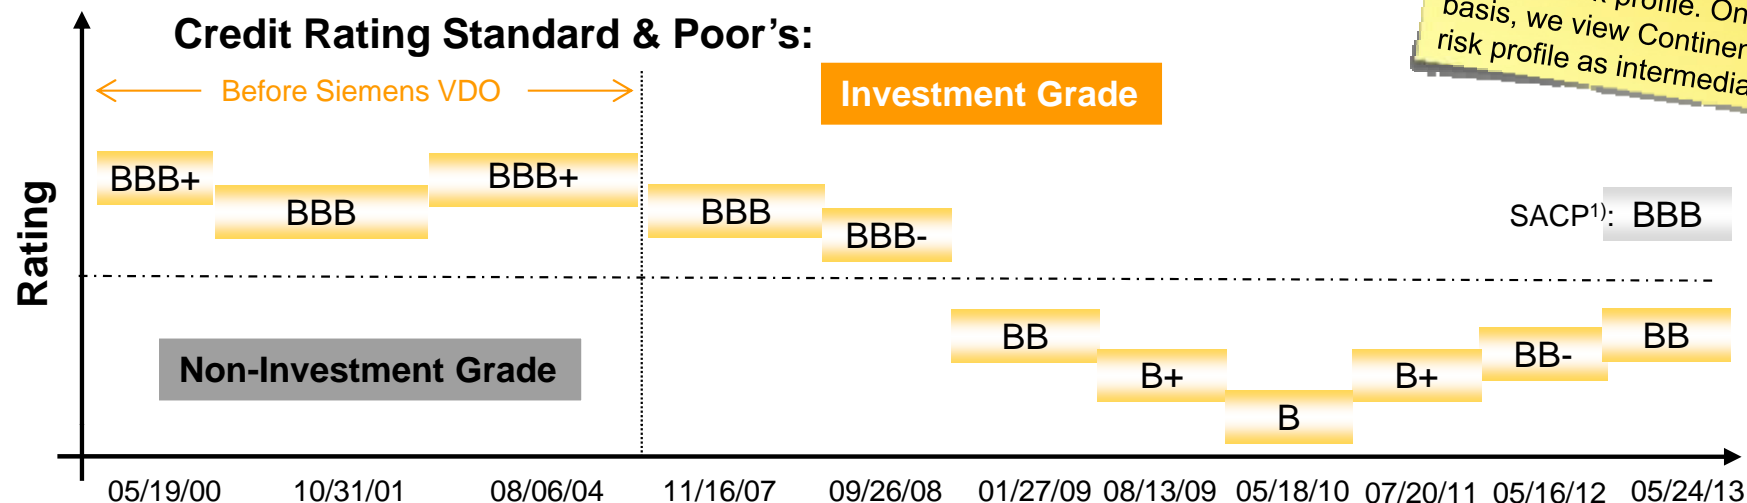 Credit Rating Standard & Poor's:
profile. On
basis, we view
risk profile as
Before Siemens VDO
Investment Grade
Rating
BBB+
BBB
BBB+
BBB
BBB-
SACP1): BBB
BB
B+
B
B+
BB-
BB
Non-Investment Grade
05/19/00 10/31/01 08/06/04 11/16/07 09/26/08 01/27/09 08/13/09 05/18/10 07/20/11 05/16/12 05/24/13